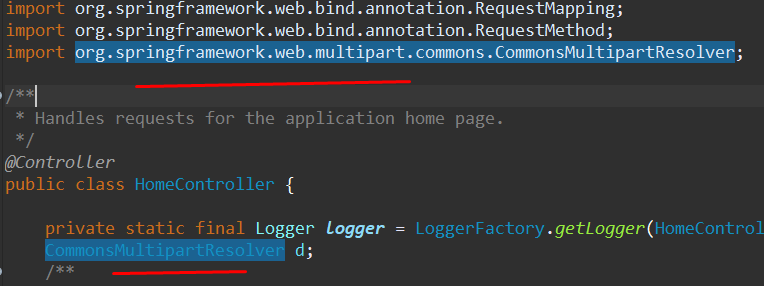 import org.springframework.web.bind.annotation.RequestMapping;
import org.springframework.web.bind.annotation.RequestMethod;
import org.springframework.web.multipart.commons.CommonsMultipartResolver;
/**
* Handles requests for the application home page.
*/
@Controller
public class HomeController {
private static final Logger logger = LoggerFactory.getLogger(HomeControl
CommonsMultipartResolver d;
/**